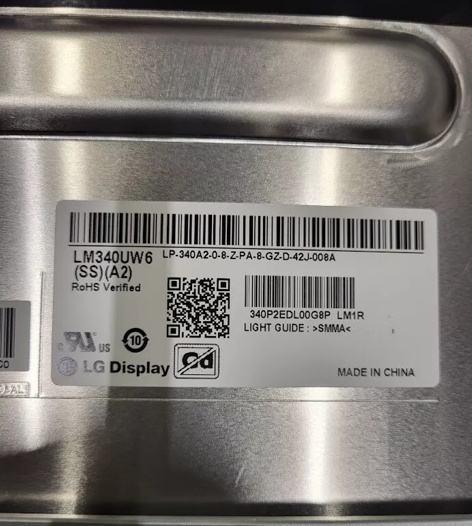 LM340UW6 LP-340A2-0-8-Z-PA-8-GZ-D-42J-008A
(SS)(A2)
RoHS Verified
340P2EDL00G8P LM1R
LIGHT GUIDE : >SMMA<
c RU US 10
LG Display Cd
MADE IN CHINA